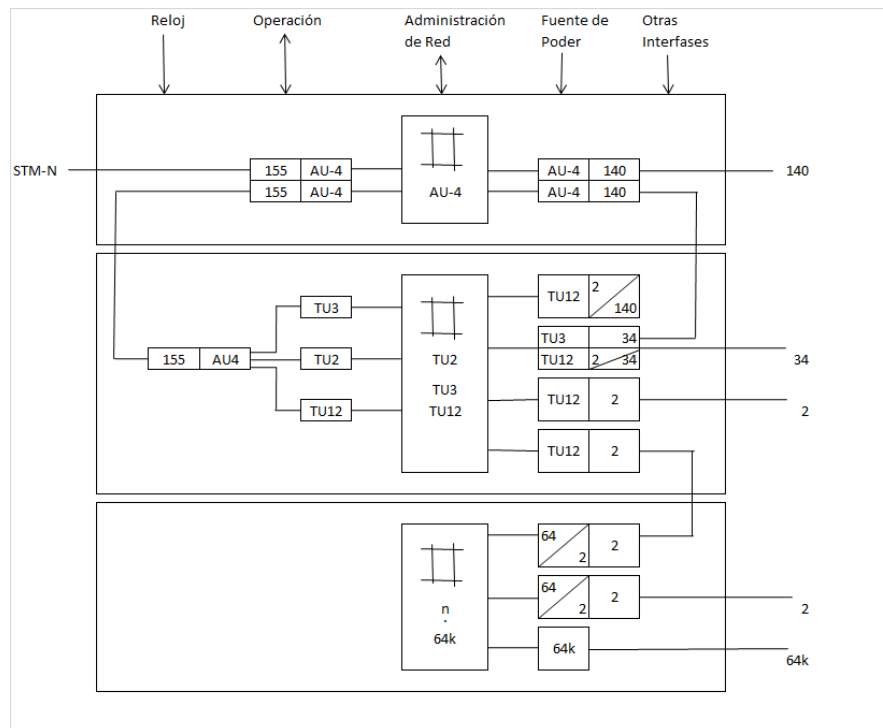 Reloj
Operación
Administración
de Red
Fuente de
Poder
Otras
Interfases
STM-N
155
AU-4
155
AU-4
AU-4
AU-4
140
AU-4
140
140
TU3
155
AU4
TU2
TU12
TU2
TU3
TU12
TU12
2
140
TU3
34
TU12
2
34
34
TU12
2
2
TU12
2
n
.
64k
64
2
2
64
2
2
2
64k
64k